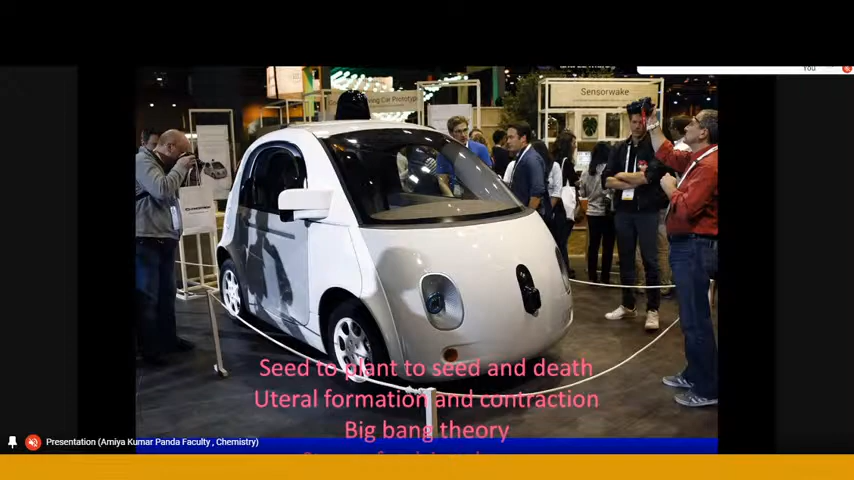 You
Sensorwake
Seed to plant to seed and death
Uteral formation and contraction
Big bang theory
Presentation (Amiya Kumar Panda Faculty , Chemistry)